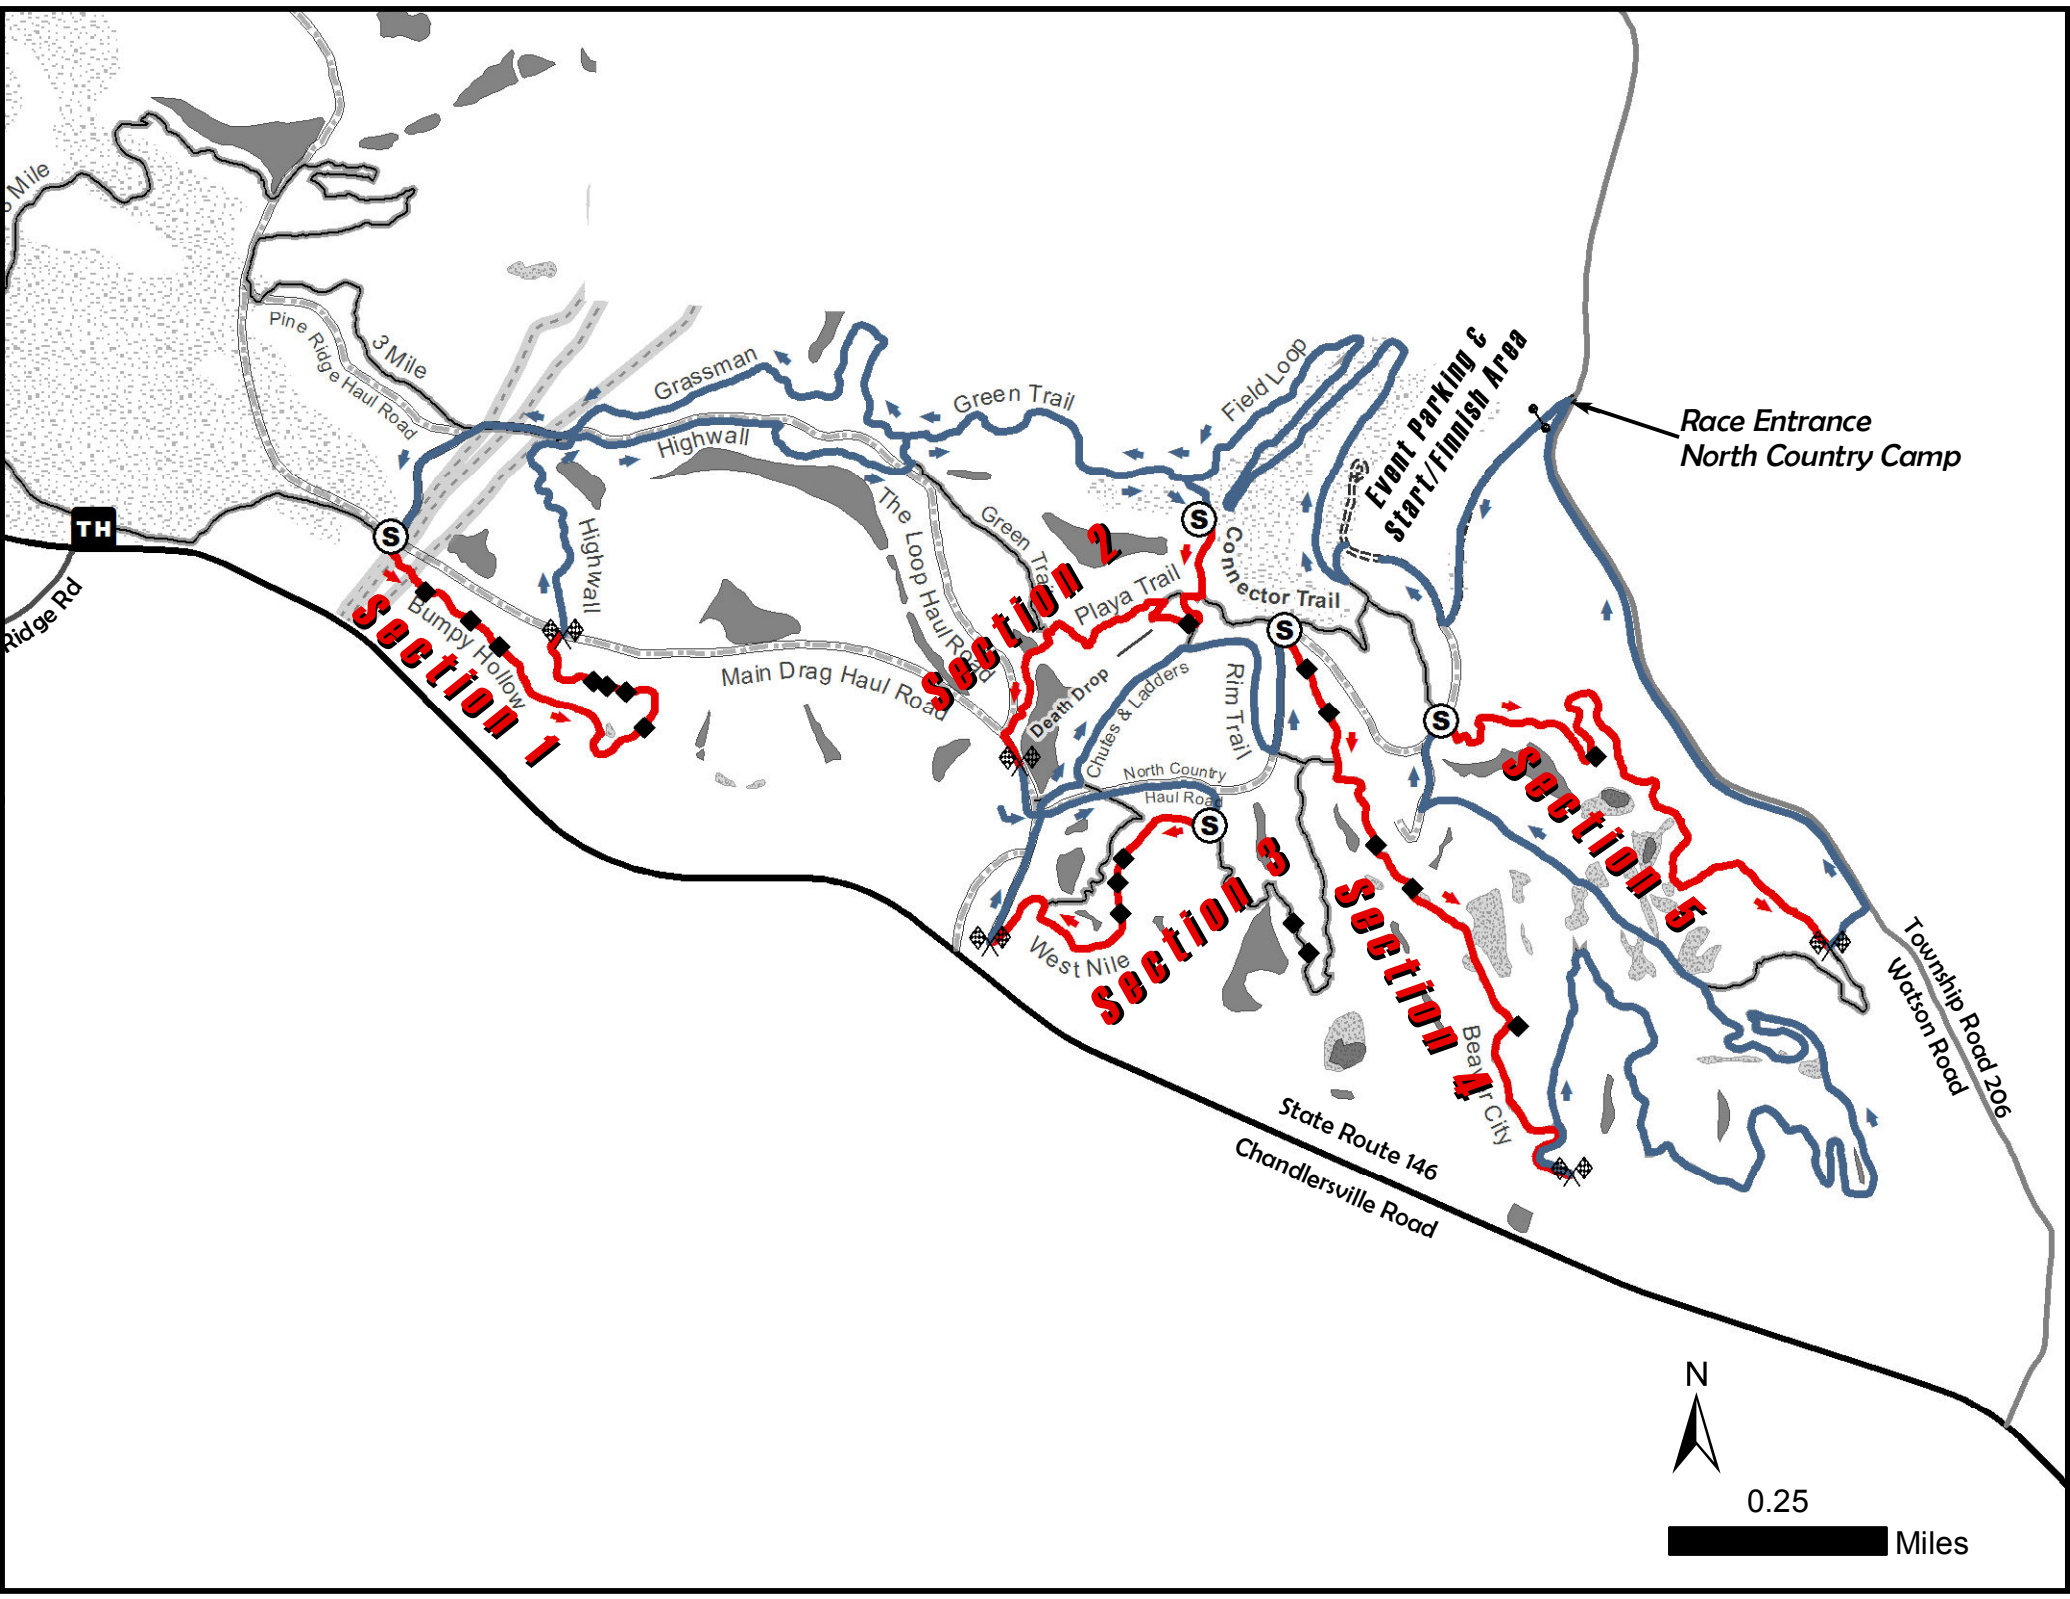 Mile
TH
Ridge Rd
Pine Ridge Haul Road
3 Mile
Grassman
Highwall
Highwall
Green Trail
Field Loop
Event Parking &
Start/Finnish Area
Race Entrance
North Country Camp
S
Bumpy Hollow
Section 1
Main Drag Haul Road
The Loop Haul Road
Green Trail
Section 2
S
Playa Trail
Connector Trail
Death Drop
Chutes & Ladders
Rim Trail
S
North Country
Haul Road
S
West Nile
Section 3
Section 4
Beaver City
S
Section 5
Township Road 206
Watson Road
State Route 146
Chandlersville Road
N
0.25
Miles